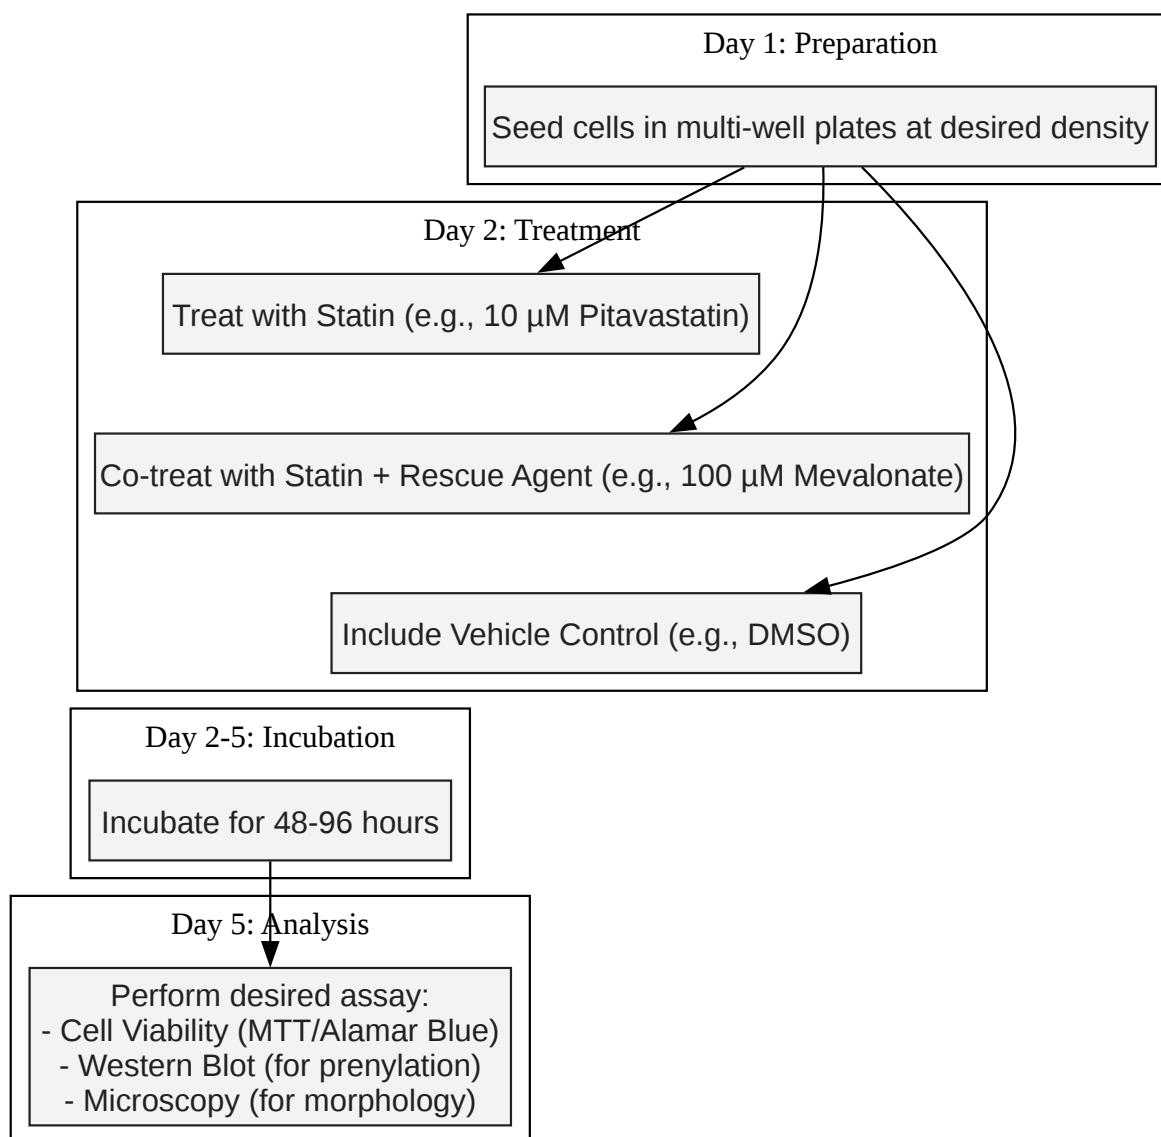 Day 1: Preparation
Seed cells in multi-well plates at desired density
Day 2: Treatment
Treat with Statin (e.g., 10 µM Pitavastatin)
Co-treat with Statin + Rescue Agent (e.g., 100 µM Mevalonate)
Include Vehicle Control (e.g., DMSO)
Day 2-5: Incubation
Incubate for 48-96 hours
Day 5: Analysis
Perform desired assay:
- Cell Viability (MTT/Alamar Blue)
- Western Blot (for prenylation)
- Microscopy (for morphology)